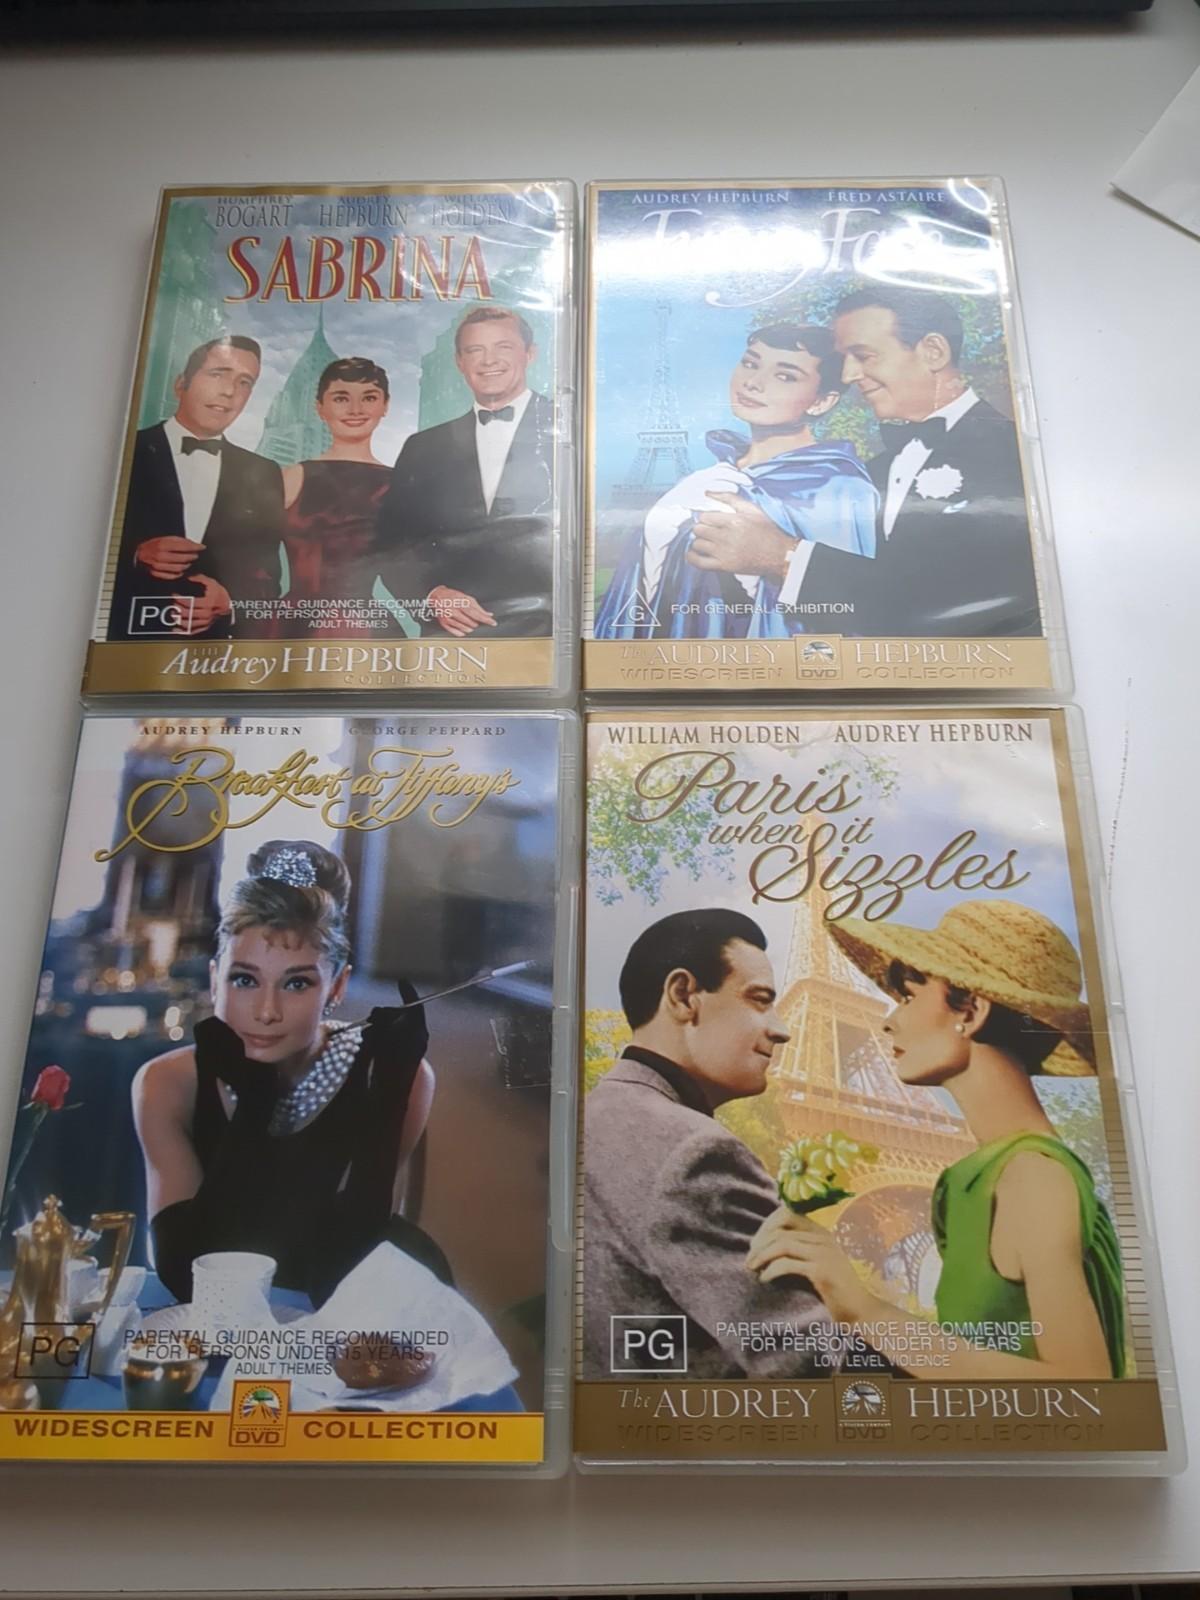 HUMPHREY AUDREY WILLIAM
BOGART HEPBURN HOLDEN
SABRINA
PG
PARENTAL GUIDANCE RECOMMENDED
FOR PERSONS UNDER 15 YEARS
ADULT THEMES
THE
Audrey HEPBURN
COLLECTION
AUDREY HEPBURN FRED ASTAIRE
Funny Face
G
FOR GENERAL EXHIBITION
The AUDREY HEPBURN
WIDESCREEN DVD COLLECTION
AUDREY HEPBURN GEORGE PEPPARD
Breakfast at Tiffany's
PG
PARENTAL GUIDANCE RECOMMENDED
FOR PERSONS UNDER 15 YEARS
ADULT THEMES
WIDESCREEN DVD COLLECTION
WILLIAM HOLDEN AUDREY HEPBURN
Paris
when it
Sizzles
PG
PARENTAL GUIDANCE RECOMMENDED
FOR PERSONS UNDER 15 YEARS
LOW LEVEL VIOLENCE
The AUDREY HEPBURN
WIDESCREEN DVD COLLECTION